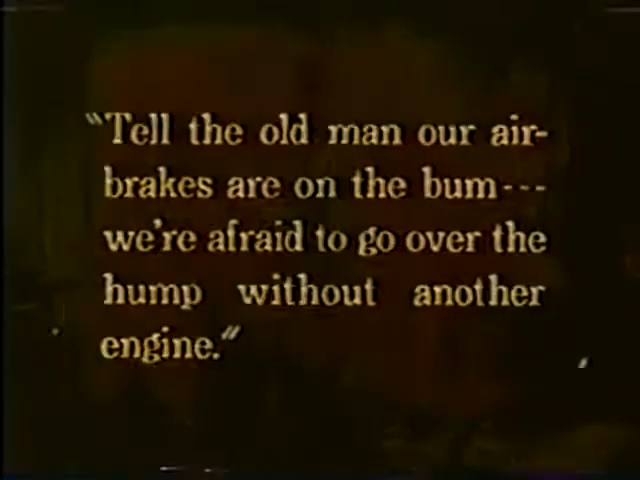 "Tell the old man our air-
brakes are on the bum---
we're afraid to go over the
hump without another
engine."